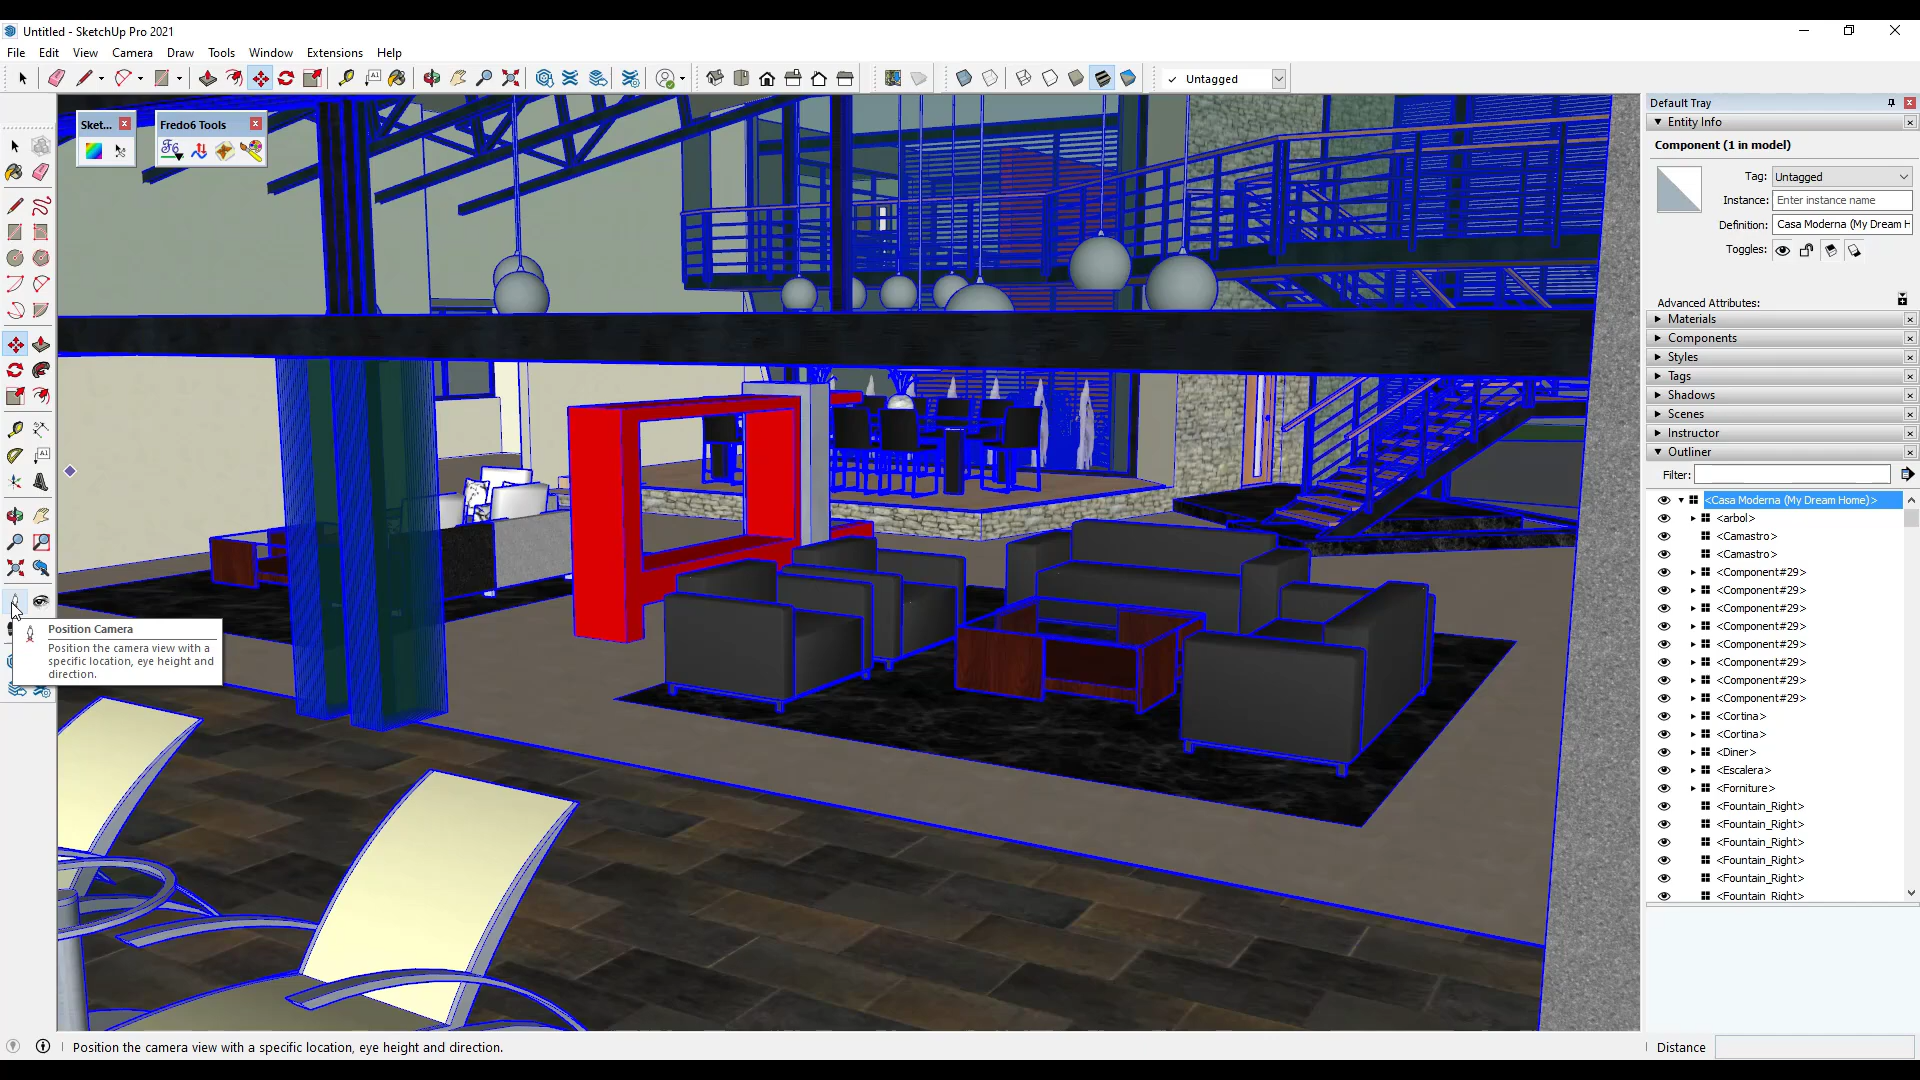 Untitled - SketchUp Pro 2021
File Edit View Camera Draw Tools Window Extensions Help
A1
Untagged
Sket...
Fredo6 Tools
F6
A1
Position Camera
Position the camera view with a
specific location, eye height and
direction.
Default Tray
Entity Info
Component (1 in model)
Tag: Untagged
Instance: Enter instance name
Definition: Casa Moderna (My Dream H
Toggles:
Advanced Attributes:
Materials
Components
Styles
Tags
Shadows
Scenes
Instructor
Outliner
Filter:
<Casa Moderna (My Dream Home)>
<arbol>
<Camastro>
<Camastro>
<Component#29>
<Component#29>
<Component#29>
<Component#29>
<Component#29>
<Component#29>
<Component#29>
<Component#29>
<Cortina>
<Cortina>
<Diner>
<Escalera>
<Forniture>
<Fountain_Right>
<Fountain_Right>
<Fountain_Right>
<Fountain_Right>
<Fountain_Right>
<Fountain_Right>
Position the camera view with a specific location, eye height and direction.
Distance